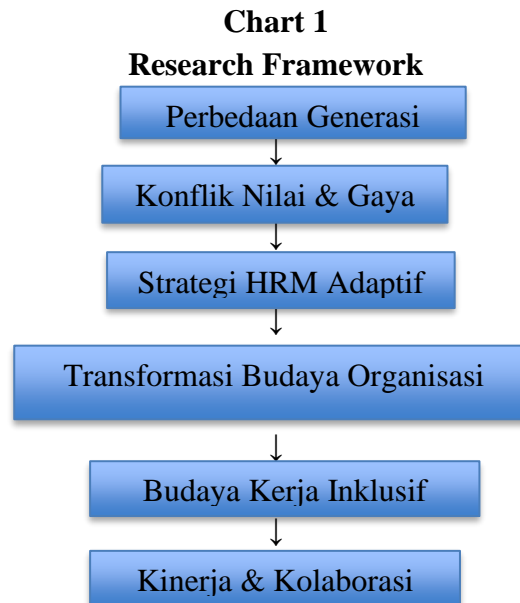 Chart 1
Research Framework
Perbedaan Generasi
↓
Konflik Nilai & Gaya
↓
Strategi HRM Adaptif
↓
Transformasi Budaya Organisasi
↓
Budaya Kerja Inklusif
↓
Kinerja & Kolaborasi